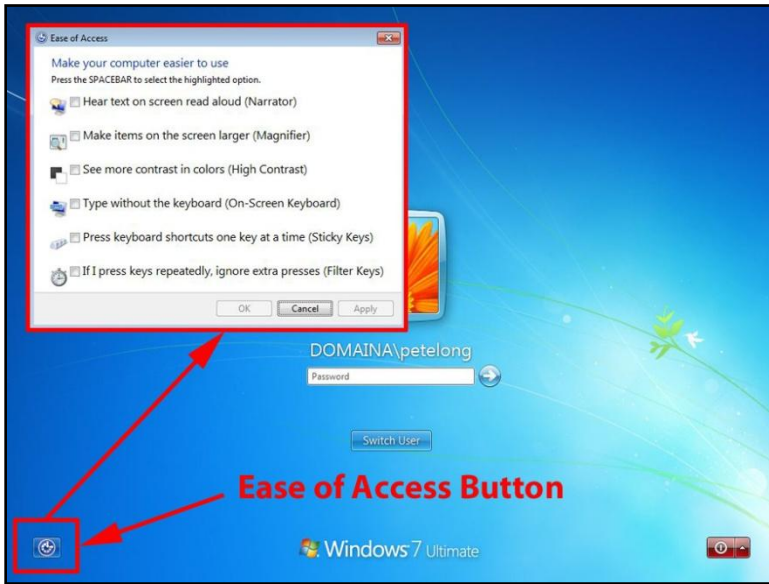 Ease of Access
Make your computer easier to use
Press the SPACEBAR to select the highlighted option.
Hear text on screen read aloud (Narrator)
Make items on the screen larger (Magnifier)
See more contrast in colors (High Contrast)
Type without the keyboard (On-Screen Keyboard)
Press keyboard shortcuts one key at a time (Sticky Keys)
If I press keys repeatedly, ignore extra presses (Filter Keys)
OK Cancel Apply
DOMAINA\petelong
Password
Switch User
Ease of Access Button
Windows 7 Ultimate